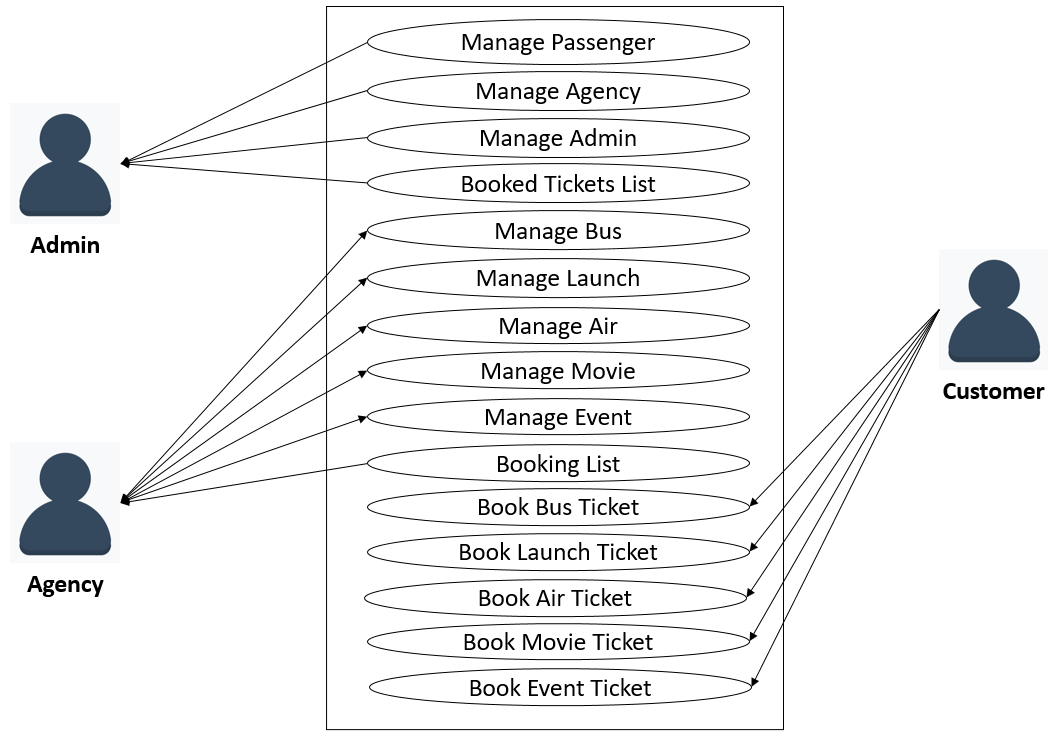 Manage Passenger
Manage Agency
Manage Admin
Booked Tickets List
Admin
Manage Bus
Manage Launch
Manage Air
Manage Movie
Customer
Manage Event
Booking List
Book Bus Ticket
Book Launch Ticket
Agency
Book Air Ticket
Book Movie Ticket
Book Event Ticket